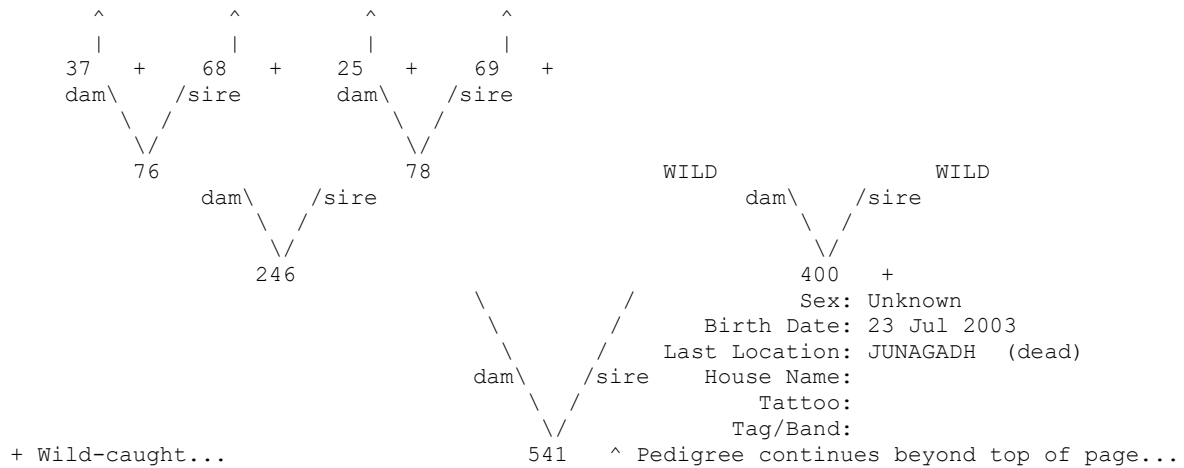 ^ ^ ^ ^
| | | |
37 + 68 + 25 + 69 +
dam\ /sire dam\ /sire
\ / \ /
\/ \/
76 78 WILD WILD
dam\ /sire dam\ /sire
\ / \ /
\/ \/
246 400 +
\ / Sex: Unknown
\ / Birth Date: 23 Jul 2003
\ / Last Location: JUNAGADH (dead)
dam\ /sire House Name:
\ / Tattoo:
\/ Tag/Band:
+ Wild-caught... 541 ^ Pedigree continues beyond top of page...